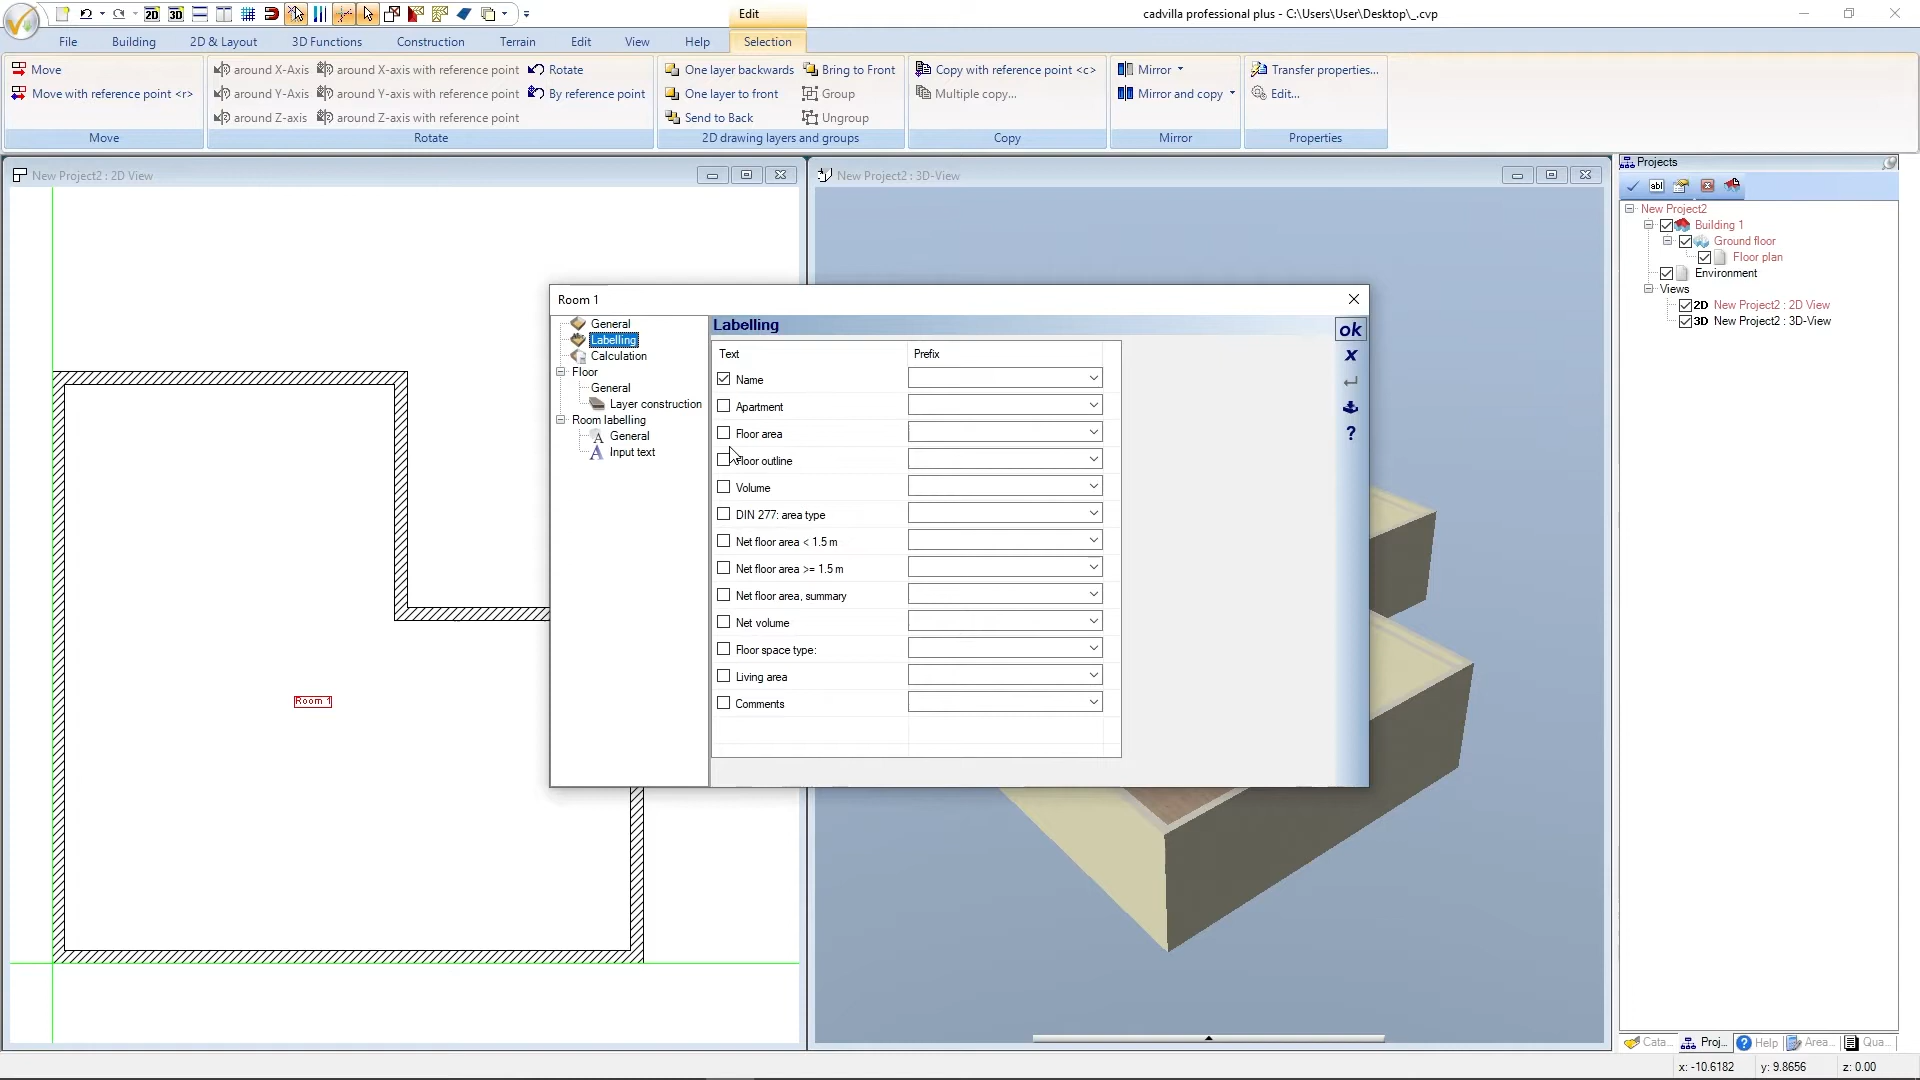 2D
3D
Edit
cadvilla professional plus - C:\Users\User\Desktop\_.cvp
File
Building
2D & Layout
3D Functions
Construction
Terrain
Edit
View
Help
Selection
Move
Move with reference point <r>
Move
around X-Axis
around X-axis with reference point
Rotate
around Y-Axis
around Y-axis with reference point
By reference point
around Z-axis
around Z-axis with reference point
Rotate
One layer backwards
Bring to Front
One layer to front
Group
Send to Back
Ungroup
2D drawing layers and groups
Copy with reference point <c>
Multiple copy...
Copy
Mirror
Mirror and copy
Mirror
Transfer properties...
Edit...
Properties
New Project2 : 2D View
Room 1
New Project2 : 3D-View
Room 1
General
Labelling
Calculation
Floor
General
Layer construction
Room labelling
General
Input text
Labelling
ok
x
?
Text
Prefix
Name
Apartment
Floor area
Floor outline
Volume
DIN 277: area type
Net floor area < 1.5 m
Net floor area >= 1.5 m
Net floor area, summary
Net volume
Floor space type:
Living area
Comments
Projects
abl
New Project2
Building 1
Ground floor
Floor plan
Environment
Views
2D New Project2 : 2D View
3D New Project2 : 3D-View
Cata...
Proj...
Help
Area...
Qua...
x: -10.6182
y: 9.8656
z: 0.00